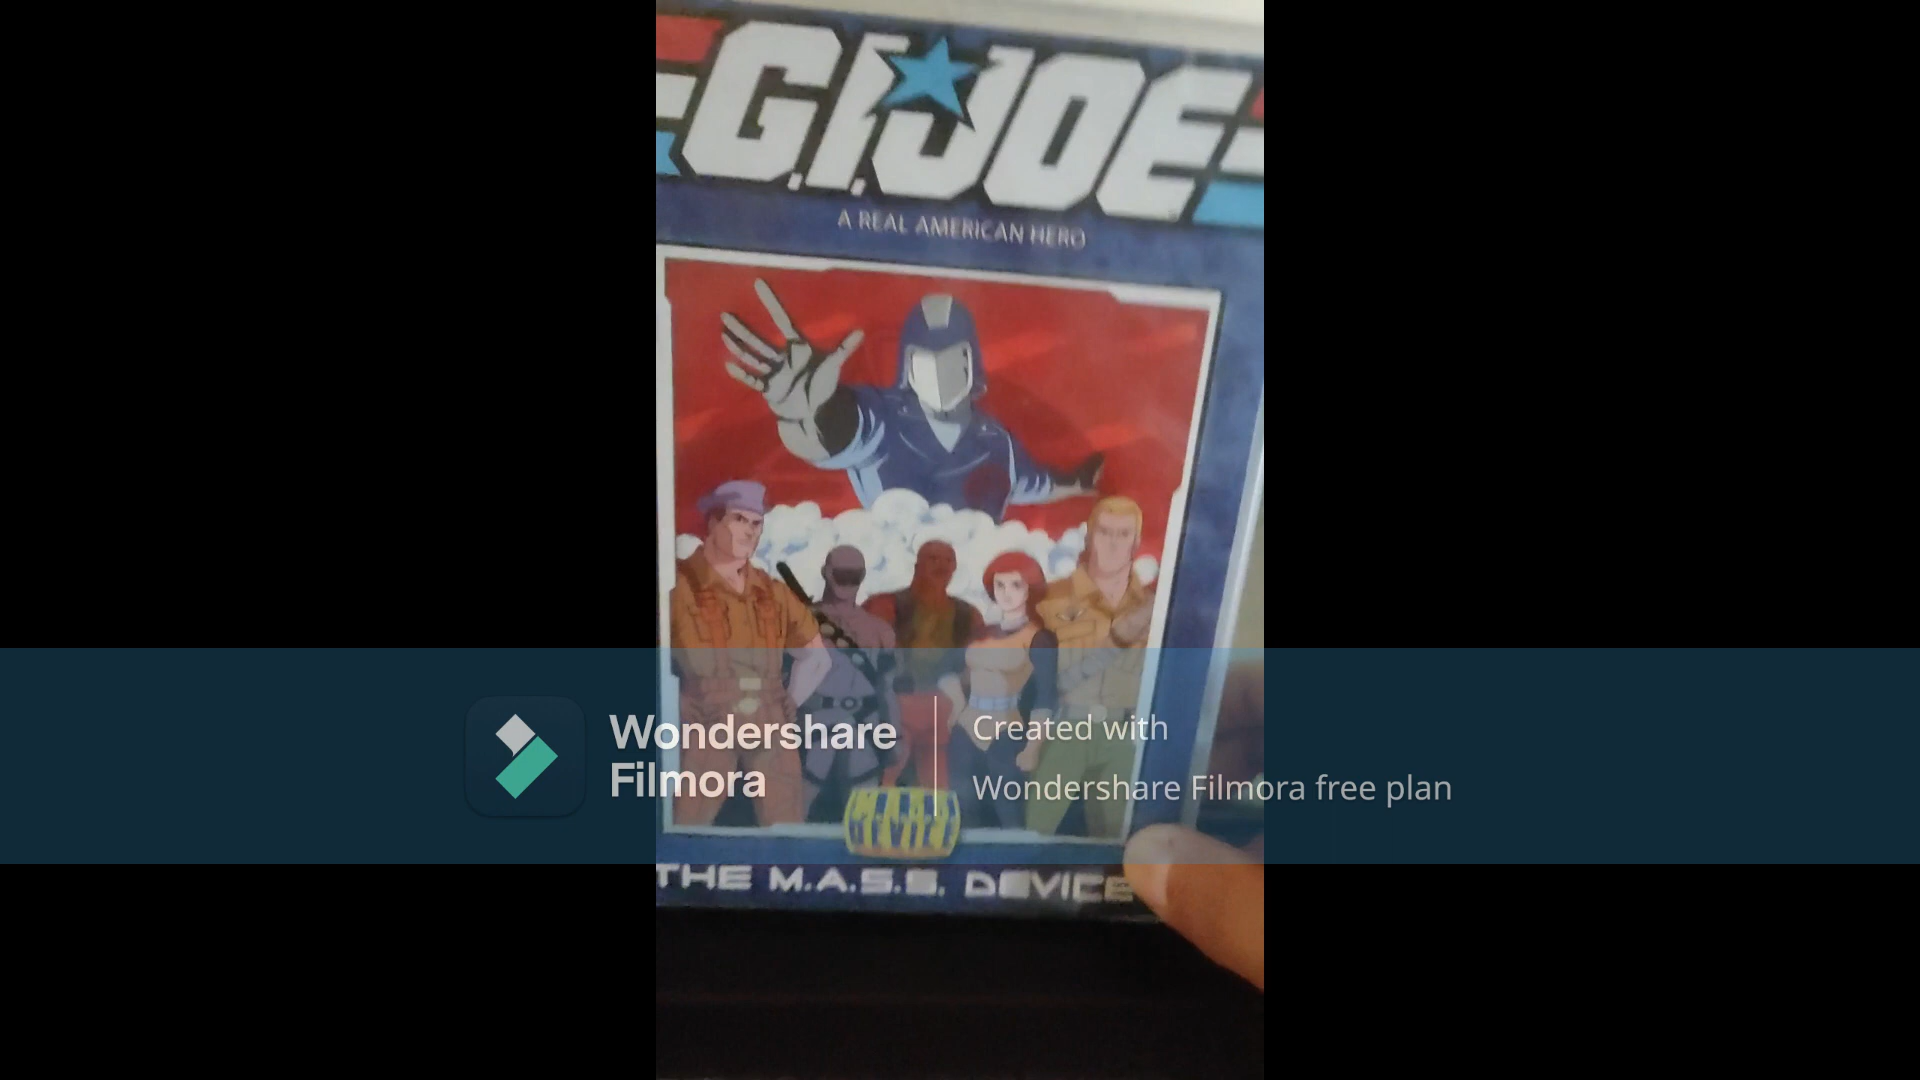 G.I. JOE
A REAL AMERICAN HERO
Wondershare
Filmora
Created with
Wondershare Filmora free plan
THE M.A.S.S. DEVICE